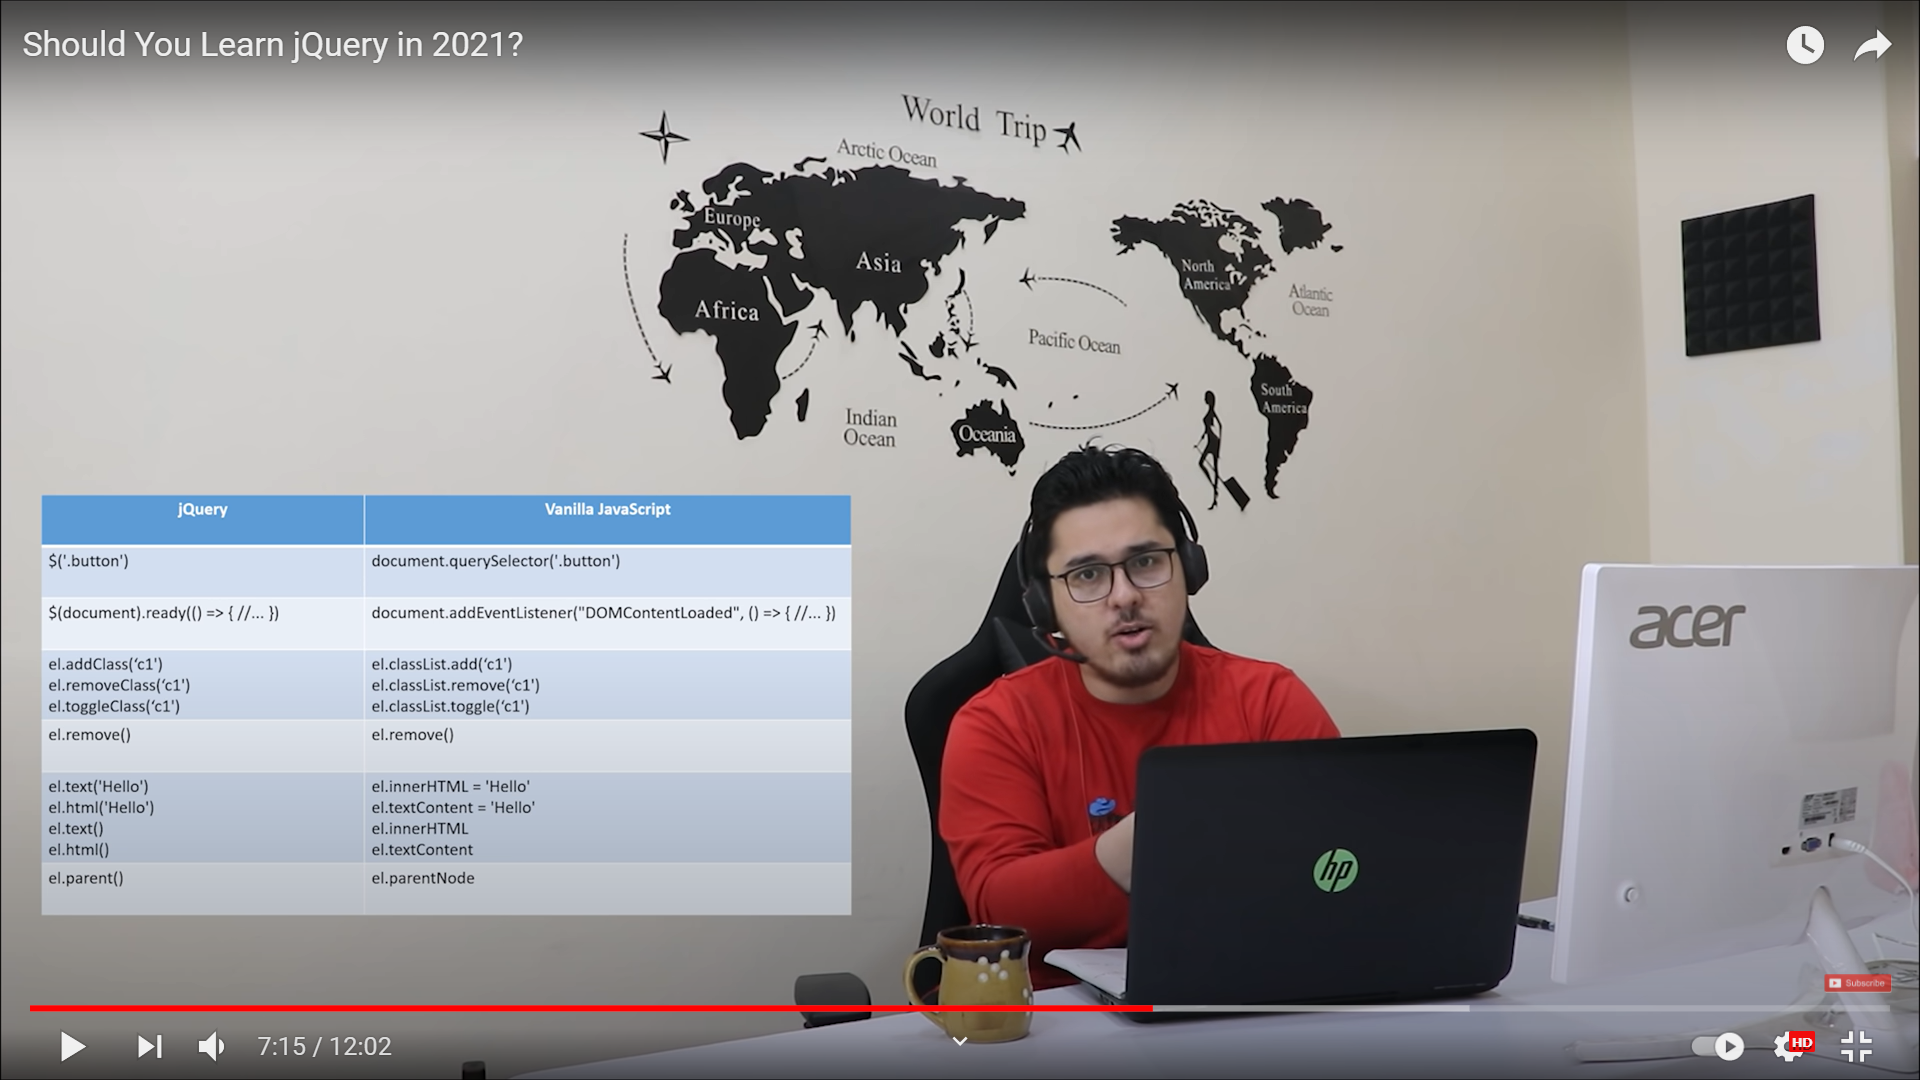 Should You Learn jQuery in 2021?
World Trip
Arctic Ocean
Europe
Asia
Africa
North
America
Atlantic
Ocean
Pacific Ocean
South
America
Indian
Ocean
Oceania
jQuery Vanilla JavaScript
$('.button') document.querySelector('.button')
$(document).ready(() => { //... }) document.addEventListener("DOMContentLoaded", () => { //... })
el.addClass(‘c1') el.classList.add(‘c1')
el.removeClass(‘c1') el.classList.remove(‘c1')
el.toggleClass(‘c1') el.classList.toggle(‘c1')
el.remove() el.remove()
el.text('Hello') el.innerHTML = 'Hello'
el.html('Hello') el.textContent = 'Hello'
el.text() el.innerHTML
el.html() el.textContent
el.parent() el.parentNode
acer
hp
Subscribe
7:15 / 12:02
HD